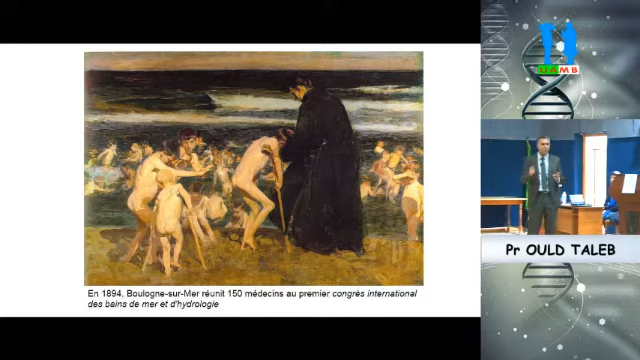 UAMB
Pr OULD TALEB
En 1894, Boulogne-sur-Mer réunit 150 médecins au premier congrès international
des bains de mer et d'hydrologie